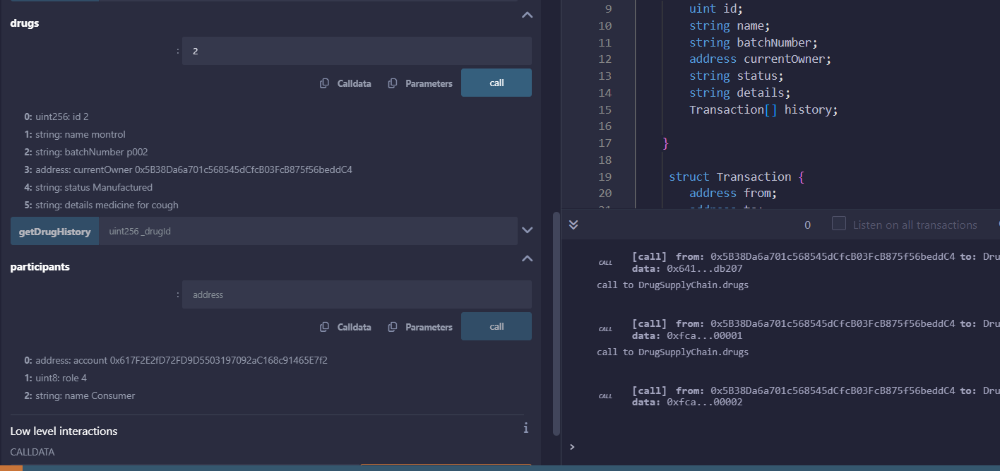 drugs
: 2
Calldata Parameters call
0: uint256: id 2
1: string: name montrol
2: string: batchNumber p002
3: address: currentOwner 0x5B38Da6a701c568545dCfcB03FcB875f56beddC4
4: string: status Manufactured
5: string: details medicine for cough
getDrugHistory uint256 _drugId
participants
: address
Calldata Parameters call
0: address: account 0x617F2E2fD72FD9D5503197092aC168c91465E7f2
1: uint8: role 4
2: string: name Consumer
Low level interactions i
CALLDATA
9 uint id;
10 string name;
11 string batchNumber;
12 address currentOwner;
13 string status;
14 string details;
15 Transaction[] history;
16
17 }
18
19 struct Transaction {
20 address from;
0 Listen on all transactions
CALL [call] from: 0x5B38Da6a701c568545dCfcB03FcB875f56beddC4 to: Dru
data: 0x641...db207
call to DrugSupplyChain.drugs
CALL [call] from: 0x5B38Da6a701c568545dCfcB03FcB875f56beddC4 to: Dru
data: 0xfca...00001
call to DrugSupplyChain.drugs
CALL [call] from: 0x5B38Da6a701c568545dCfcB03FcB875f56beddC4 to: Dru
data: 0xfca...00002
>